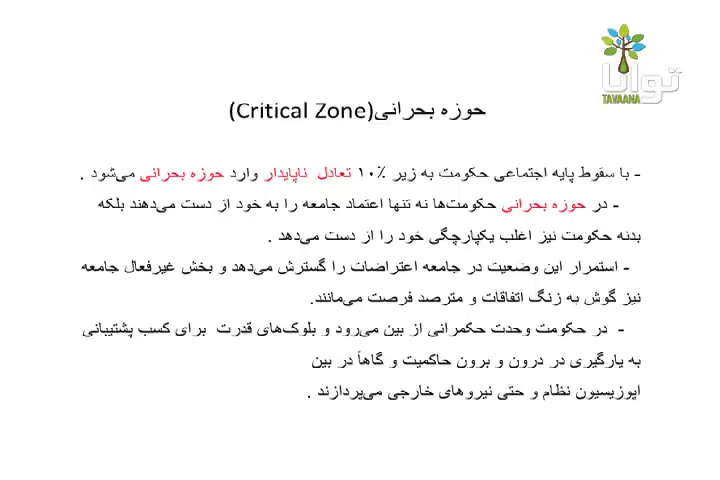 توانا
TAVAANA
حوزه بحرانی(Critical Zone)
- با سقوط پایه اجتماعی حکومت به زیر ۱۰٪ تعادل ناپایدار وارد حوزه بحرانی می‌شود .
- در حوزه بحرانی حکومت‌ها نه تنها اعتماد جامعه را به خود از دست می‌دهند بلکه
بدنه حکومت نیز اغلب یکپارچگی خود را از دست می‌دهد .
- استمرار این وضعیت در جامعه اعتراضات را گسترش می‌دهد و بخش غیرفعال جامعه
نیز گوش به زنگ اتفاقات و مترصد فرصت می‌مانند.
- در حکومت وحدت حکمرانی از بین می‌رود و بلوک‌های قدرت برای کسب پشتیبانی
به یارگیری در درون و برون حاکمیت و گاهاً در بین
اپوزیسیون نظام و حتی نیروهای خارجی می‌پردازند .